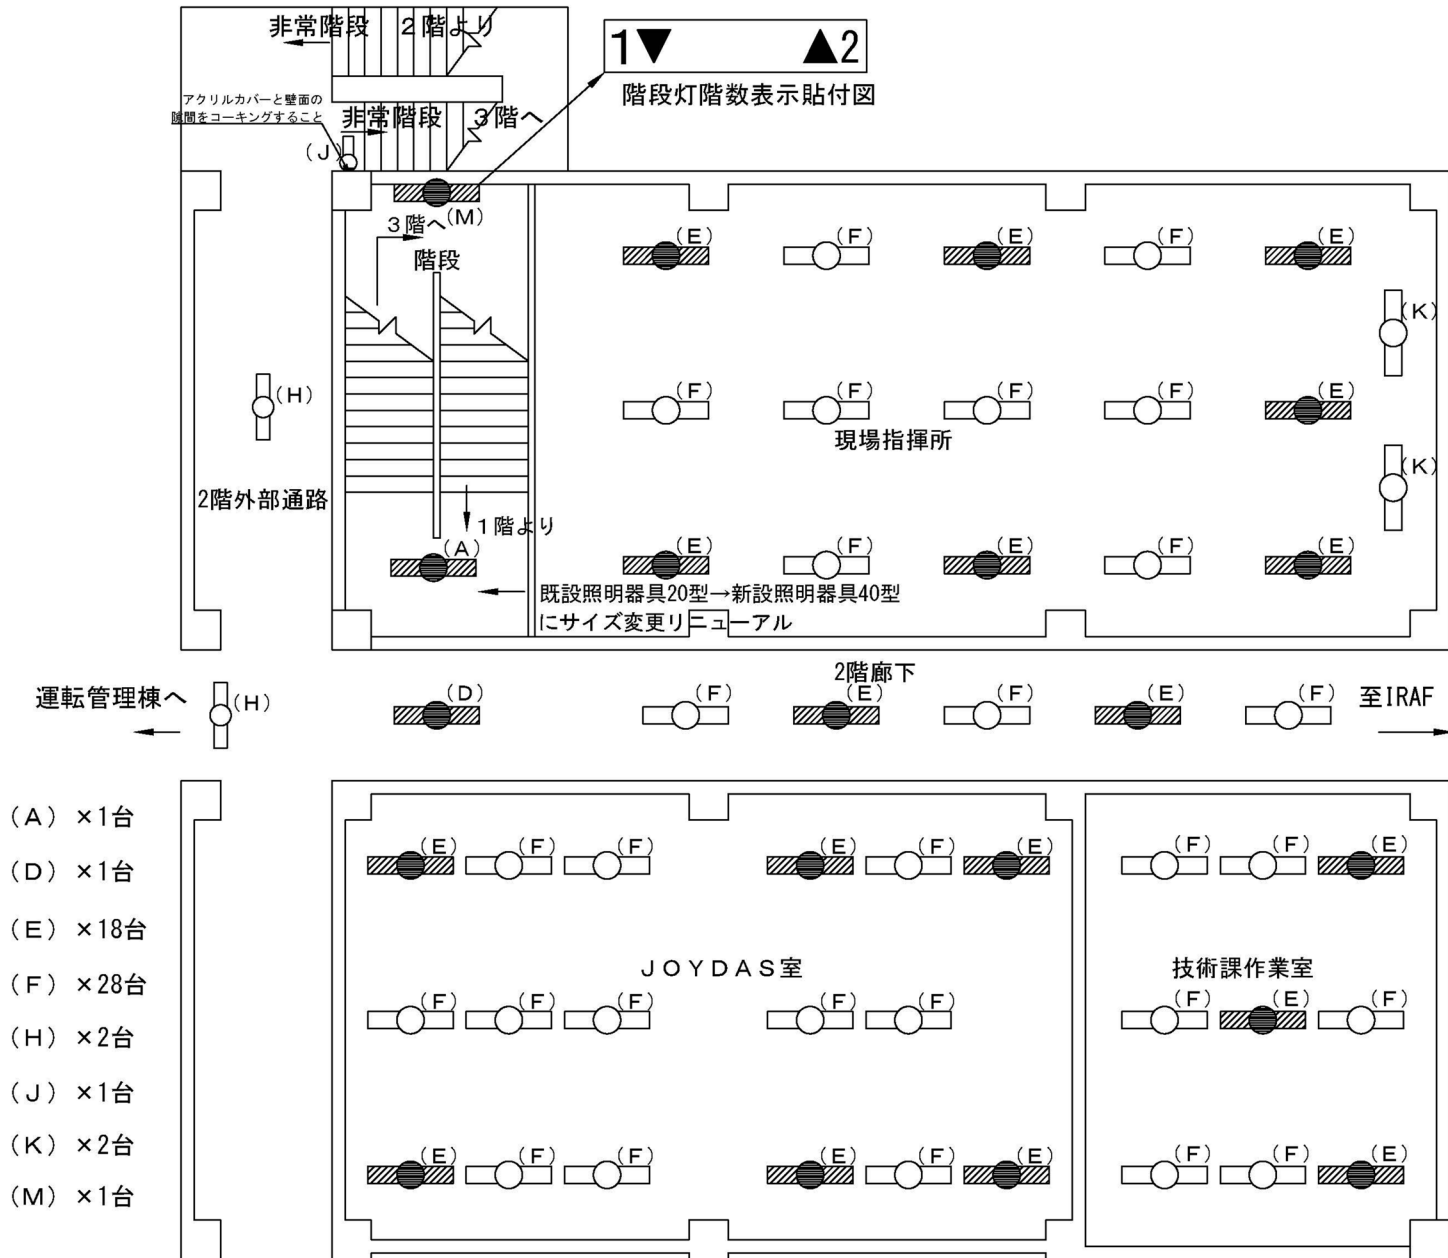 非常階段　２階より
1▼　▲2
階段灯階数表示貼付図
アクリルカバーと壁面の
隙間をコーキングすること
非常階段　３階へ
（J）
（M）
３階へ
階段
（E）　（F）　（E）　（F）　（E）
（K）
（H）
（F）　（F）　（F）　（F）　（E）
現場指揮所
（K）
2階外部通路
１階より
（A）
（E）　（F）　（E）　（F）　（E）
既設照明器具20型→新設照明器具40型
にサイズ変更リニューアル
2階廊下
運転管理棟へ
（H）　（D）　（F）　（E）　（F）　（E）　（F）
至IRAF
（A）×1台
（D）×1台
（E）×18台
（F）×28台
（H）×2台
（J）×1台
（K）×2台
（M）×1台
（E）　（F）　（F）　（E）　（F）　（E）　（F）　（F）　（E）
ＪＯＹＤＡＳ室
技術課作業室
（F）　（F）　（F）　（F）　（F）　（F）　（E）　（F）
（E）　（F）　（F）　（E）　（F）　（E）　（F）　（F）　（E）